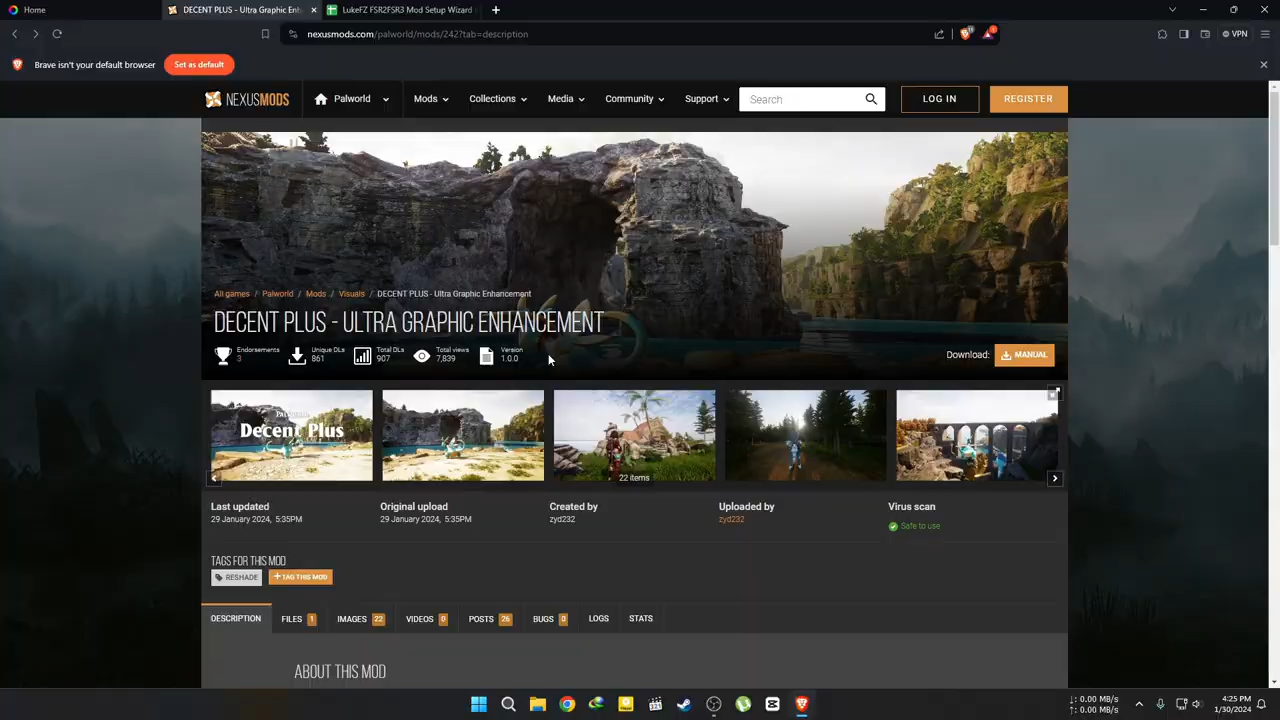 Home
DECENT PLUS - Ultra Graphic Enh
LukeFZ FSR2FSR3 Mod Setup Wizard
nexusmods.com/palworld/mods/242?tab=description
VPN
Brave isn't your default browser
Set as default
NEXUSMODS
Palworld
Mods
Collections
Media
Community
Support
Search
LOG IN
REGISTER
All games / Palworld / Mods / Visuals / DECENT PLUS - Ultra Graphic Enhancement
DECENT PLUS - ULTRA GRAPHIC ENHANCEMENT
Endorsements
3
Unique DLs
861
Total DLs
907
Total views
7,839
Version
1.0.0
Download:
MANUAL
Decent Plus
22 items
Last updated
29 January 2024, 5:35PM
Original upload
29 January 2024, 5:35PM
Created by
zyd232
Uploaded by
zyd232
Virus scan
Safe to use
TAGS FOR THIS MOD
RESHADE
+ TAG THIS MOD
DESCRIPTION
FILES 1
IMAGES 22
VIDEOS 0
POSTS 26
BUGS 0
LOGS
STATS
ABOUT THIS MOD
↓: 0.00 MB/s
↑: 0.00 MB/s
4:25 PM
1/30/2024